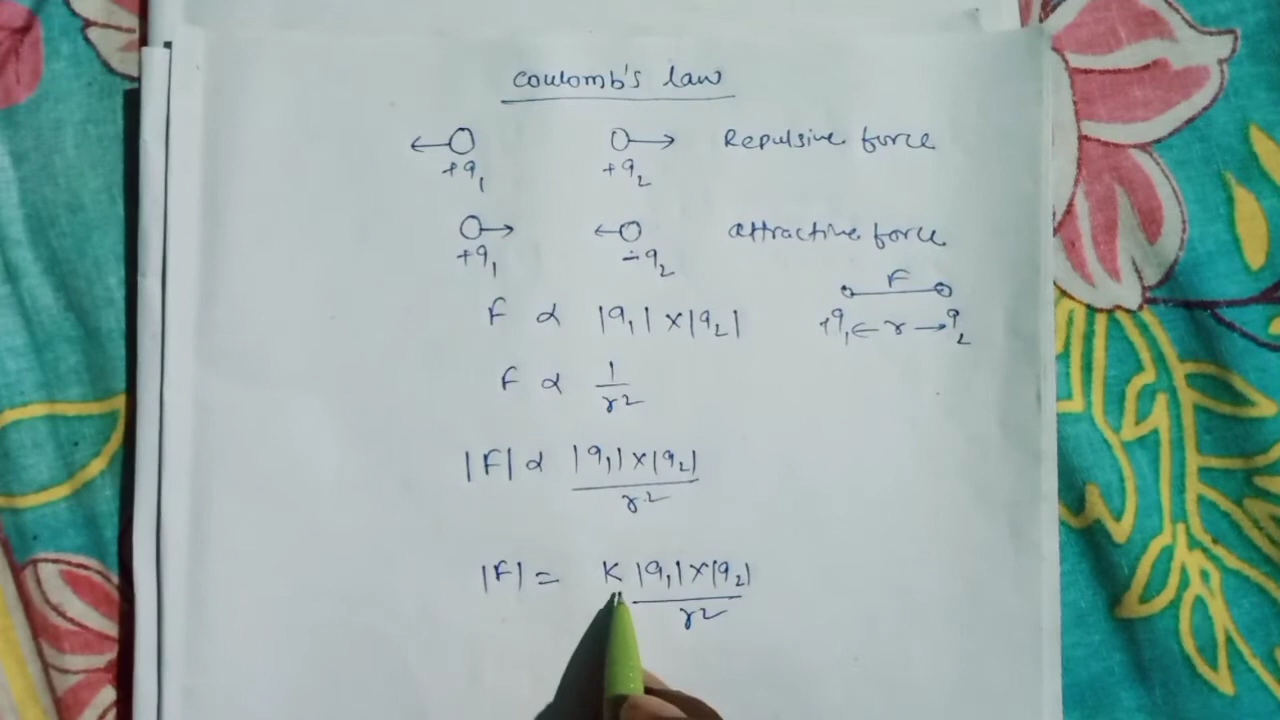 Coulomb's law
Repulsive force
+q₁ +q₂
attractive force
+q₁ -q₂
F
+q₁ ← r → q₂
F ∝ |q₁| × |q₂|
F ∝ 1/r²
|F| ∝ |q₁| × |q₂| / r²
|F| = K |q₁| × |q₂| / r²